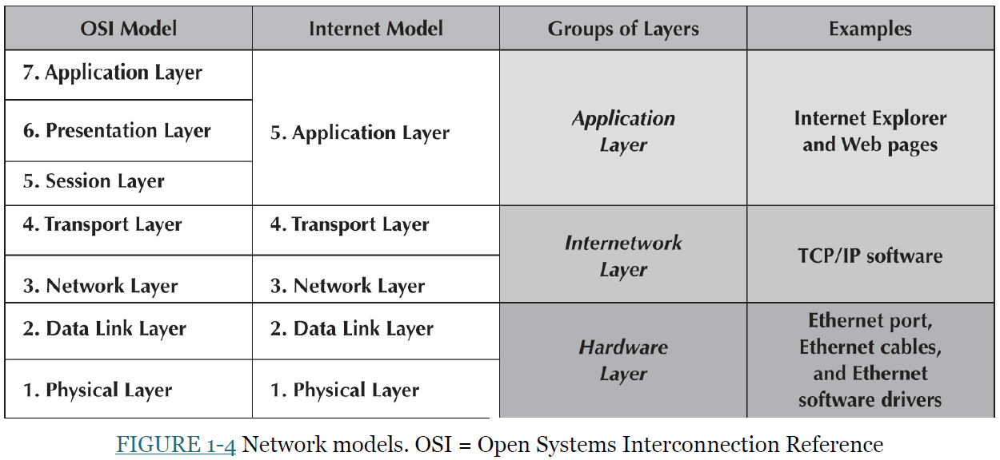 OSI Model Internet Model Groups of Layers Examples
7. Application Layer
6. Presentation Layer
5. Session Layer
5. Application Layer
Application
Layer
Internet Explorer
and Web pages
4. Transport Layer 4. Transport Layer
3. Network Layer 3. Network Layer
Internetwork
Layer
TCP/IP software
2. Data Link Layer 2. Data Link Layer
1. Physical Layer 1. Physical Layer
Hardware
Layer
Ethernet port,
Ethernet cables,
and Ethernet
software drivers
FIGURE 1-4 Network models. OSI = Open Systems Interconnection Reference